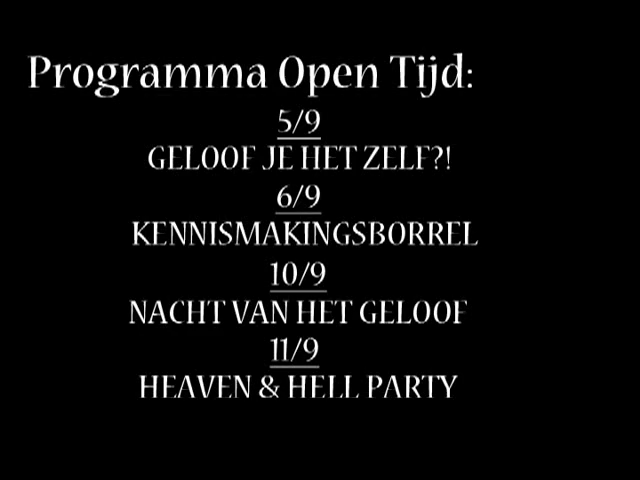 Programma Open Tijd:
5/9
GELOOF JE HET ZELF?!
6/9
KENNISMAKINGSBORREL
10/9
NACHT VAN HET GELOOF
11/9
HEAVEN & HELL PARTY